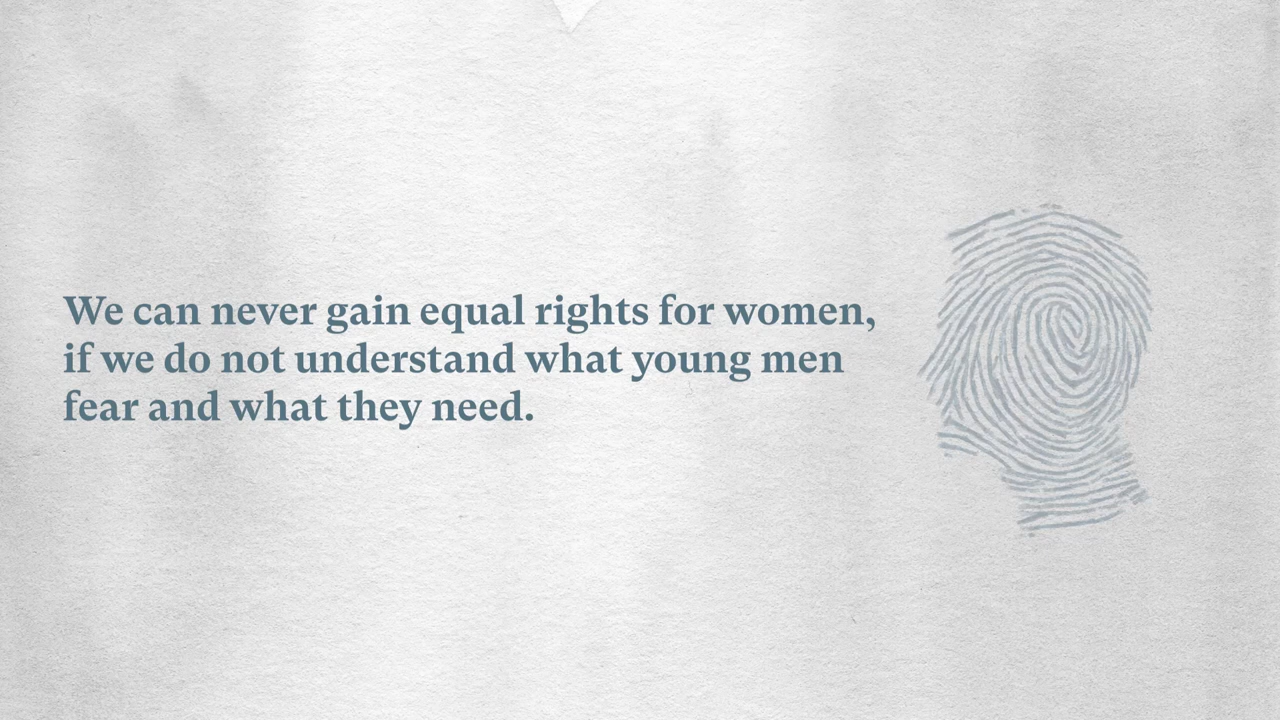 We can never gain equal rights for women,
if we do not understand what young men
fear and what they need.